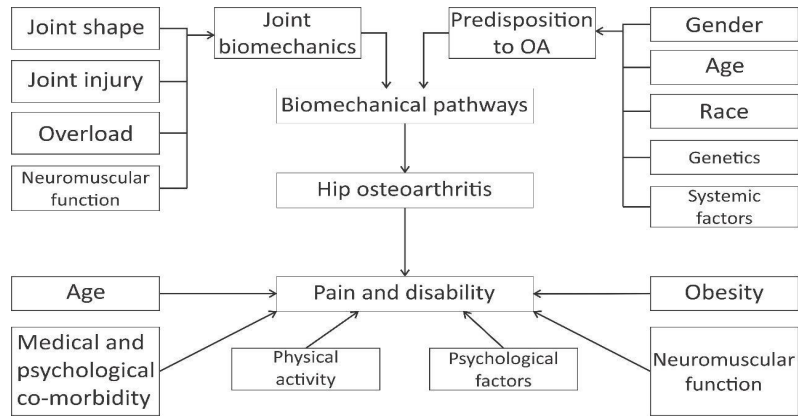 Joint shape
Joint injury
Overload
Neuromuscular
function
Joint
biomechanics
Predisposition
to OA
Gender
Age
Race
Genetics
Systemic
factors
Biomechanical pathways
Hip osteoarthritis
Pain and disability
Age
Medical and
psychological
co-morbidity
Physical
activity
Psychological
factors
Obesity
Neuromuscular
function